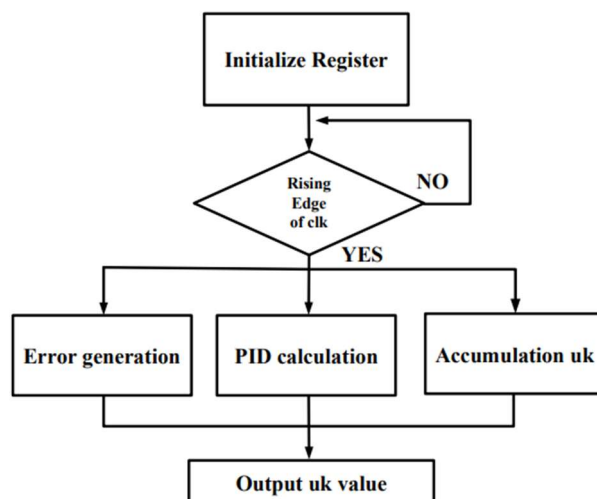 Initialize Register
Rising
Edge
of clk
NO
YES
Error generation
PID calculation
Accumulation uk
Output uk value